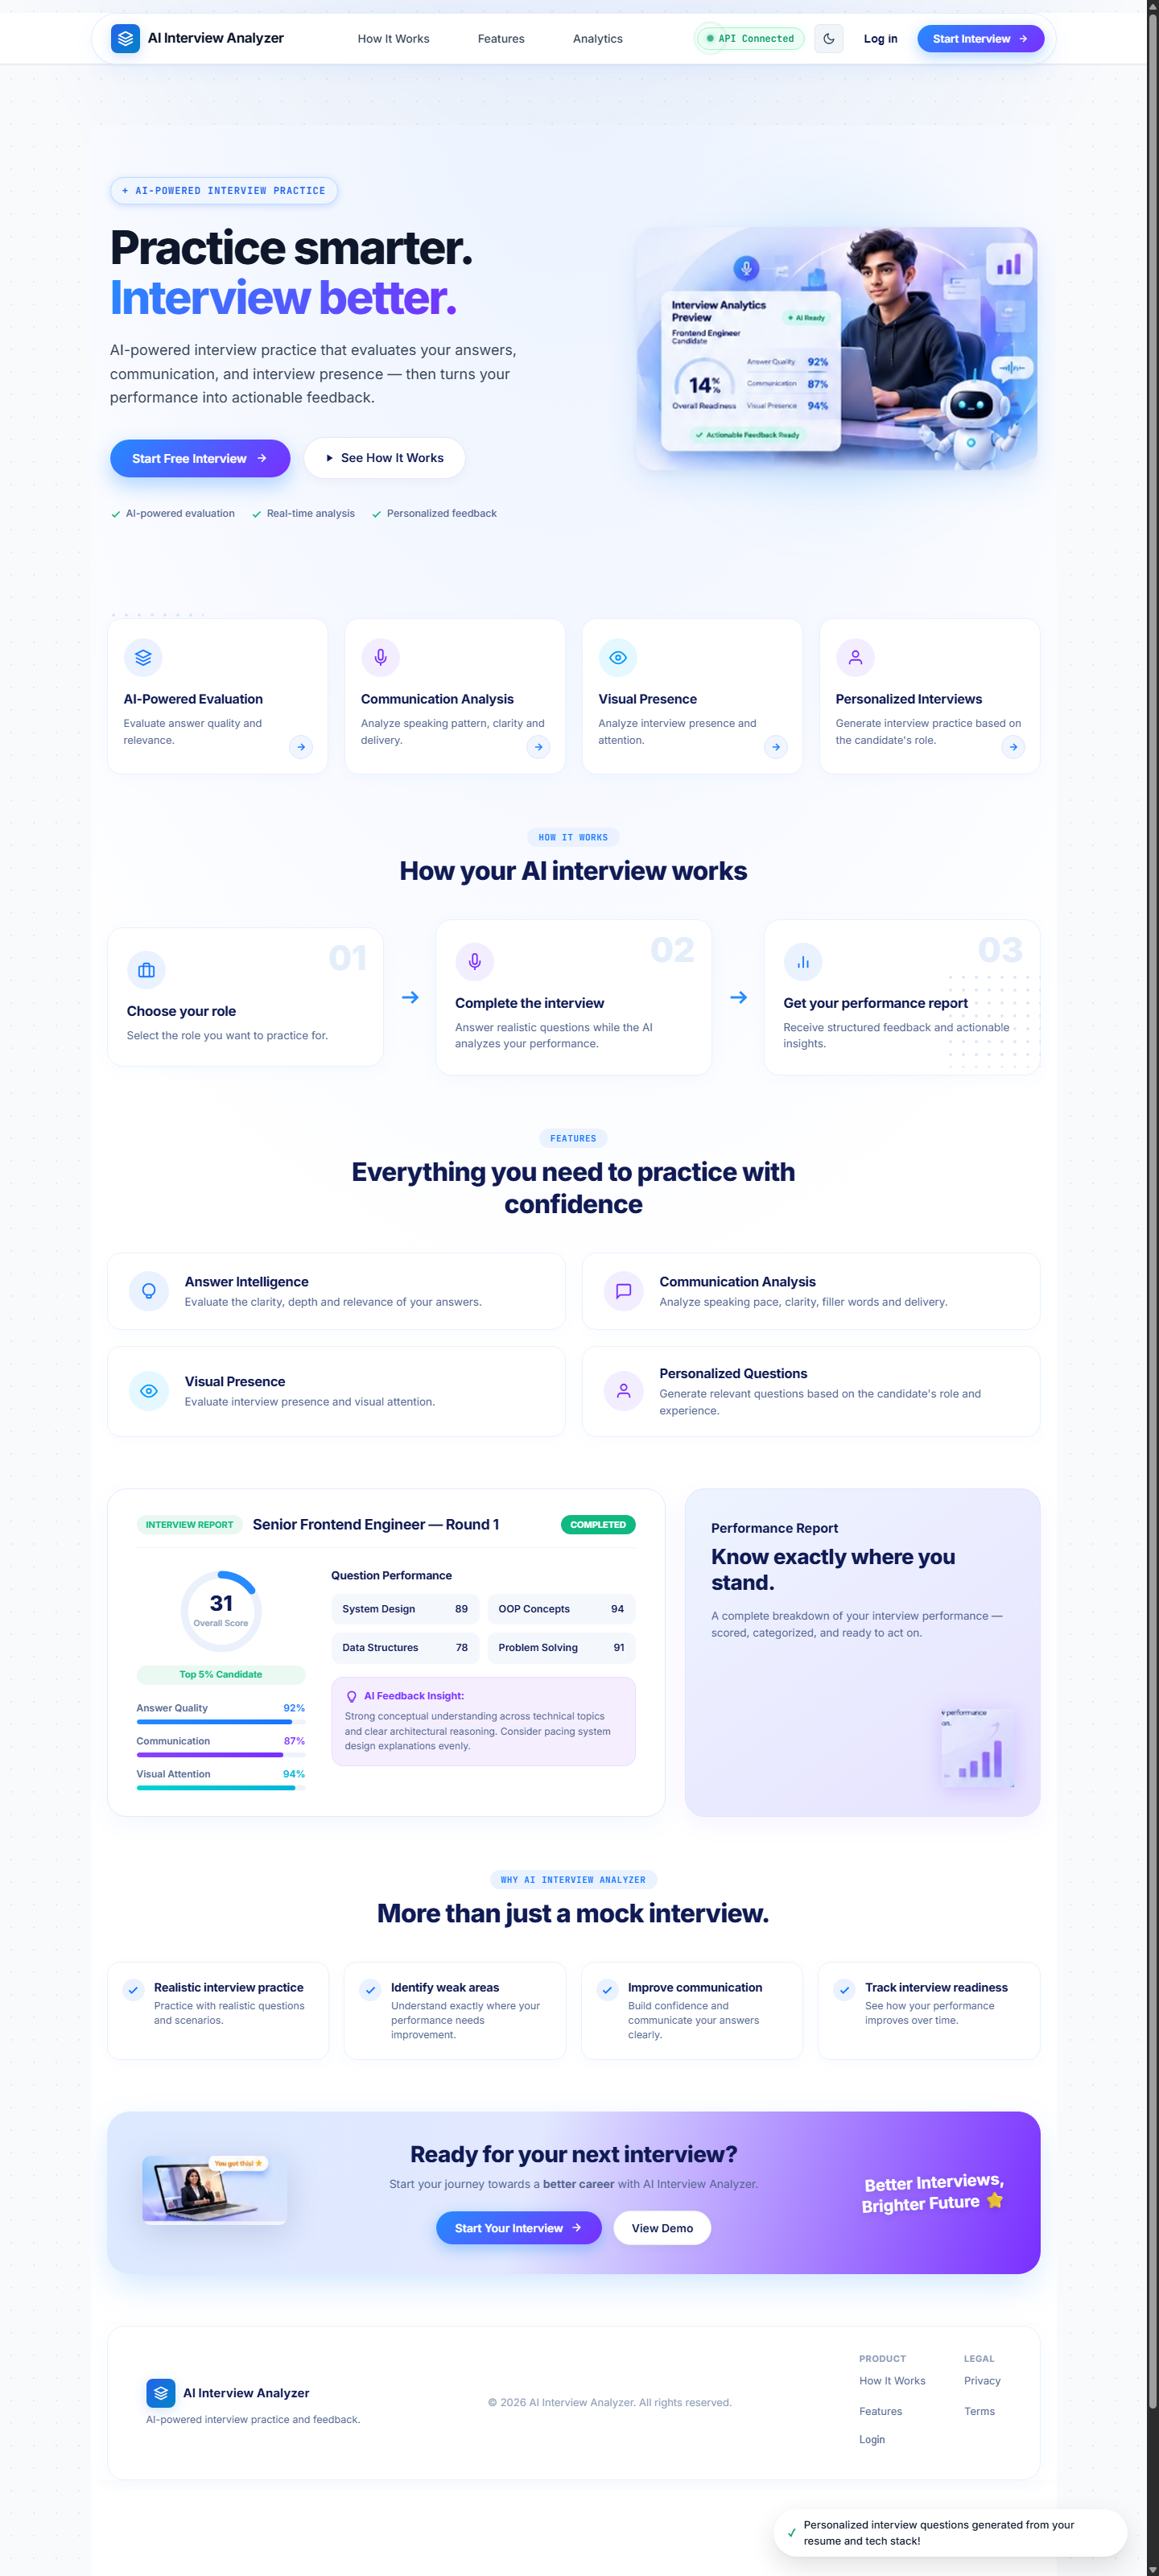 AI Interview Analyzer
How It Works
Features
Analytics
API Connected
Log in
Start Interview →
+ AI-POWERED INTERVIEW PRACTICE
Practice smarter.
Interview better.
AI-powered interview practice that evaluates your answers,
communication, and interview presence — then turns your
performance into actionable feedback.
Start Free Interview →
▶ See How It Works
✓ AI-powered evaluation
✓ Real-time analysis
✓ Personalized feedback
Interview Analytics
Preview
+ AI Ready
Frontend Engineer
Candidate
14%
%
Overall Readiness
Answer Quality 92%
Communication 87%
Visual Presence 94%
✓ Actionable Feedback Ready
AI-Powered Evaluation
Evaluate answer quality and
relevance.
Communication Analysis
Analyze speaking pattern, clarity and
delivery.
Visual Presence
Analyze interview presence and
attention.
Personalized Interviews
Generate interview practice based on
the candidate's role.
HOW IT WORKS
How your AI interview works
01
Choose your role
Select the role you want to practice for.
02
Complete the interview
Answer realistic questions while the AI
analyzes your performance.
03
Get your performance report
Receive structured feedback and actionable
insights.
FEATURES
Everything you need to practice with
confidence
Answer Intelligence
Evaluate the clarity, depth and relevance of your answers.
Communication Analysis
Analyze speaking pace, clarity, filler words and delivery.
Visual Presence
Evaluate interview presence and visual attention.
Personalized Questions
Generate relevant questions based on the candidate's role and
experience.
INTERVIEW REPORT
Senior Frontend Engineer — Round 1
COMPLETED
31
Overall Score
Top 5% Candidate
Answer Quality 92%
Communication 87%
Visual Attention 94%
Question Performance
System Design 89
OOP Concepts 94
Data Structures 78
Problem Solving 91
AI Feedback Insight:
Strong conceptual understanding across technical topics
and clear architectural reasoning. Consider pacing system
design explanations evenly.
Performance Report
Know exactly where you
stand.
A complete breakdown of your interview performance —
scored, categorized, and ready to act on.
performance
on.
WHY AI INTERVIEW ANALYZER
More than just a mock interview.
Realistic interview practice
Practice with realistic questions
and scenarios.
Identify weak areas
Understand exactly where your
performance needs
improvement.
Improve communication
Build confidence and
communicate your answers
clearly.
Track interview readiness
See how your performance
improves over time.
You got this! ⭐
Ready for your next interview?
Start your journey towards a better career with AI Interview Analyzer.
Start Your Interview →
View Demo
Better Interviews,
Brighter Future ⭐
AI Interview Analyzer
AI-powered interview practice and feedback.
© 2026 AI Interview Analyzer. All rights reserved.
PRODUCT
How It Works
Features
Login
LEGAL
Privacy
Terms
✓ Personalized interview questions generated from your
resume and tech stack!